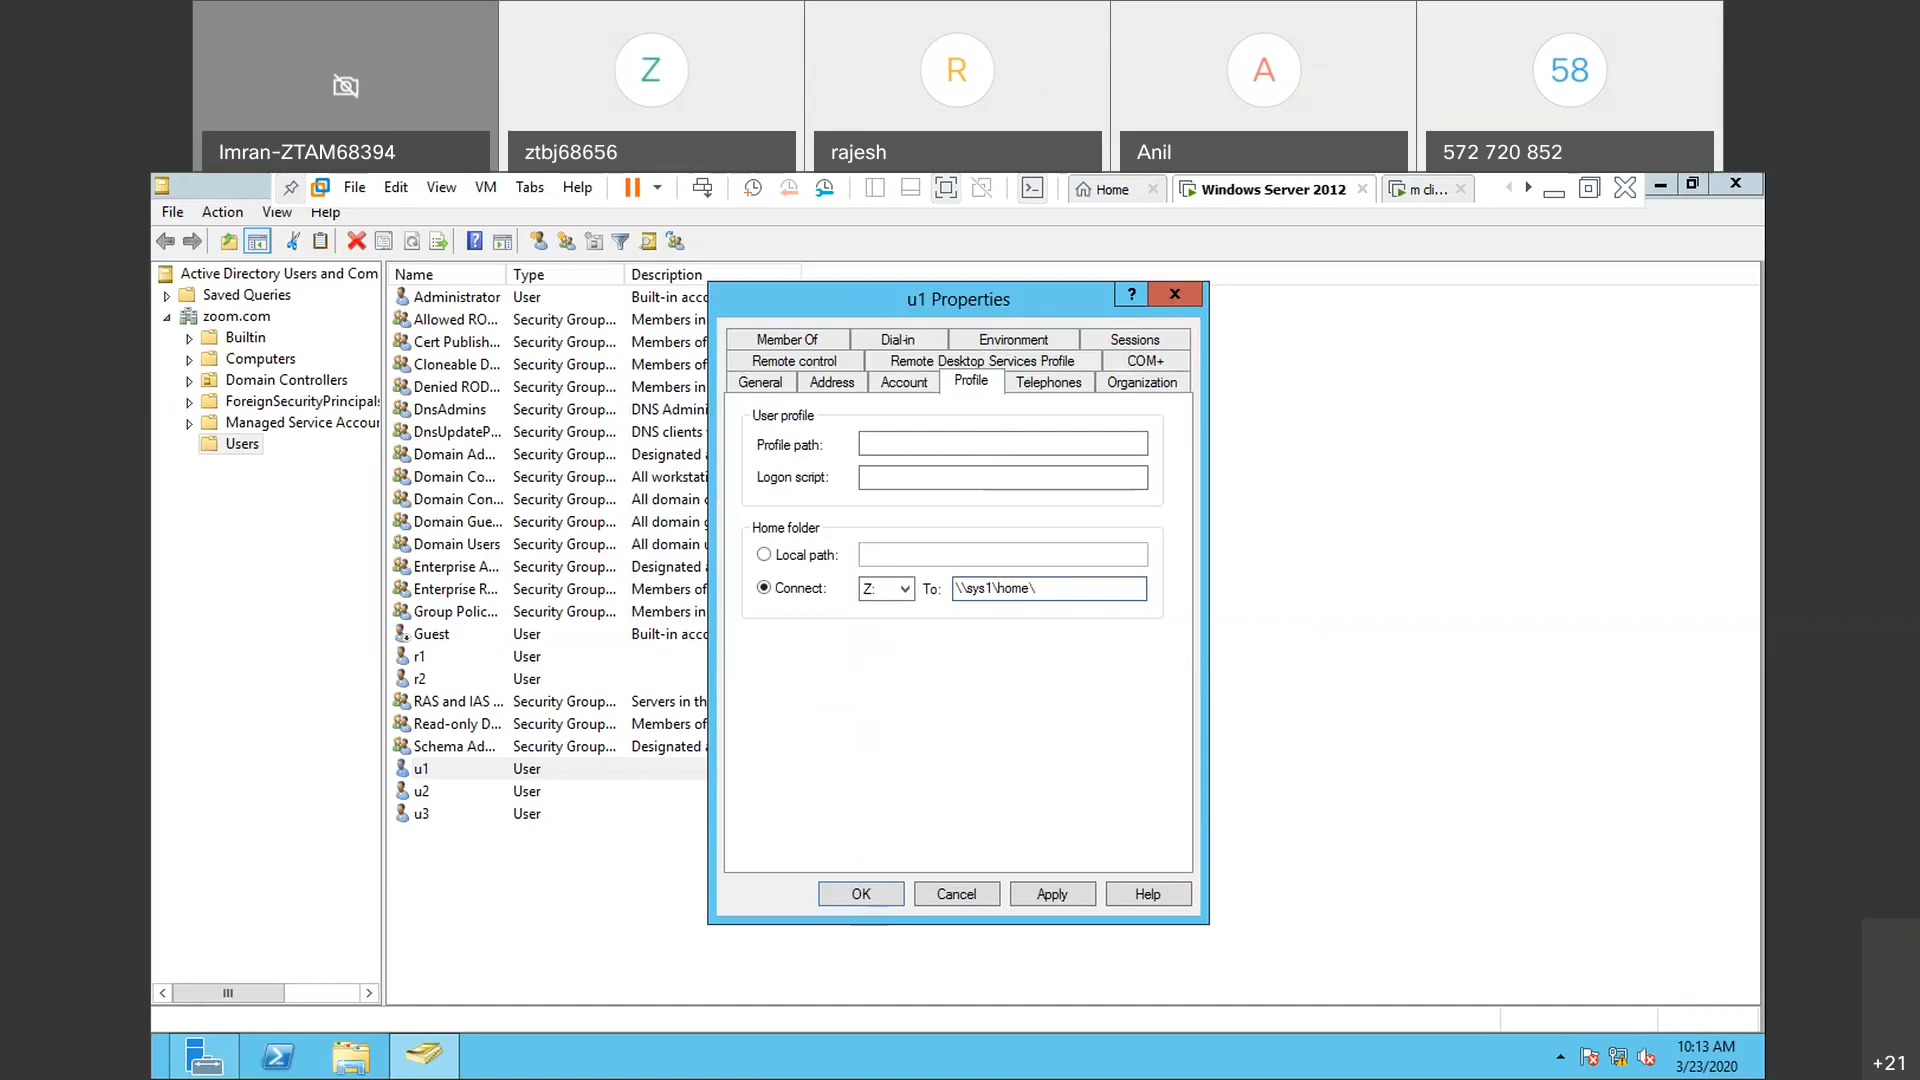 Z
R
A
58
Imran-ZTAM68394
ztbj68656
rajesh
Anil
572 720 852
File Edit View VM Tabs Help
Home
Windows Server 2012
m cli...
File Action View Help
Active Directory Users and Com
Saved Queries
zoom.com
Builtin
Computers
Domain Controllers
ForeignSecurityPrincipals
Managed Service Accour
Users
Name Type Description
Administrator User Built-in acco
Allowed RO... Security Group... Members in
Cert Publish... Security Group... Members of
Cloneable D... Security Group... Members of
Denied ROD... Security Group... Members in
DnsAdmins Security Group... DNS Admini
DnsUpdateP... Security Group... DNS clients
Domain Ad... Security Group... Designated a
Domain Co... Security Group... All workstati
Domain Con... Security Group... All domain c
Domain Gue... Security Group... All domain g
Domain Users Security Group... All domain u
Enterprise A... Security Group... Designated a
Enterprise R... Security Group... Members of
Group Polic... Security Group... Members in
Guest User Built-in acco
r1 User
r2 User
RAS and IAS ... Security Group... Servers in th
Read-only D... Security Group... Members of
Schema Ad... Security Group... Designated a
u1 User
u2 User
u3 User
u1 Properties
Member Of Dial-in Environment Sessions
Remote control Remote Desktop Services Profile COM+
General Address Account Profile Telephones Organization
User profile
Profile path:
Logon script:
Home folder
Local path:
Connect: Z: To: \\sys1\home\
OK Cancel Apply Help
10:13 AM
3/23/2020
+21